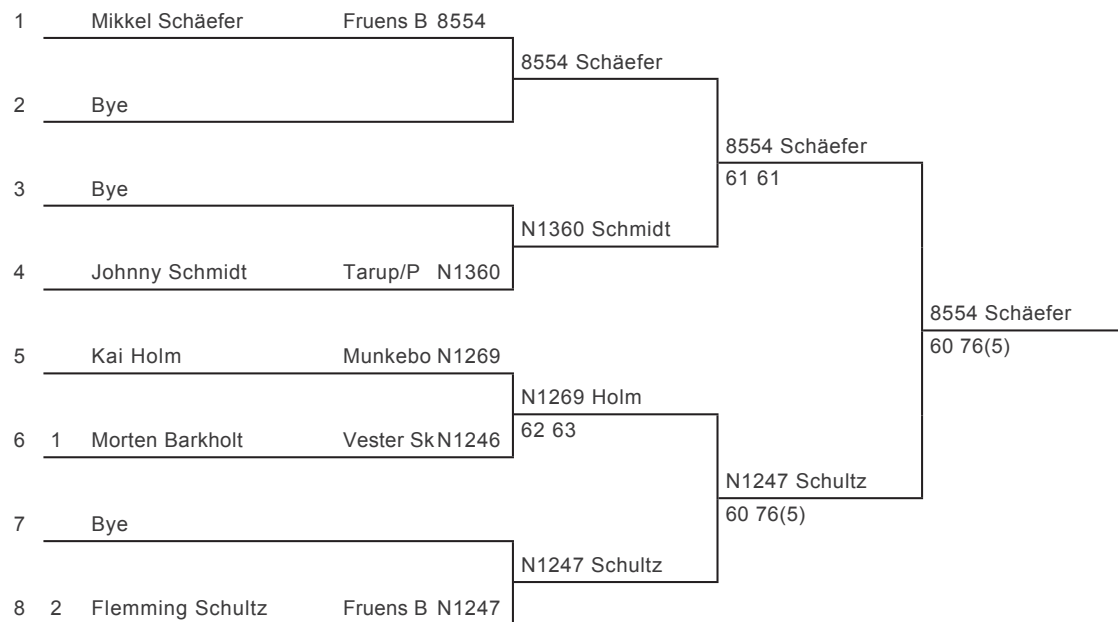 1 Mikkel Schäefer Fruens B 8554
8554 Schäefer
2 Bye
8554 Schäefer
61 61
3 Bye
N1360 Schmidt
4 Johnny Schmidt Tarup/P N1360
8554 Schäefer
60 76(5)
5 Kai Holm Munkebo N1269
N1269 Holm
62 63
6 1 Morten Barkholt Vester Sk N1246
N1247 Schultz
60 76(5)
7 Bye
N1247 Schultz
8 2 Flemming Schultz Fruens B N1247